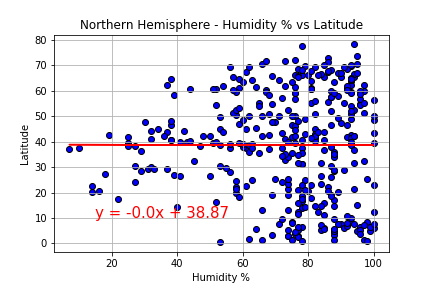 Northern Hemisphere - Humidity % vs Latitude
80
70
60
50
40
30
20
10
0
Latitude
y = -0.0x + 38.87
20 40 60 80 100
Humidity %